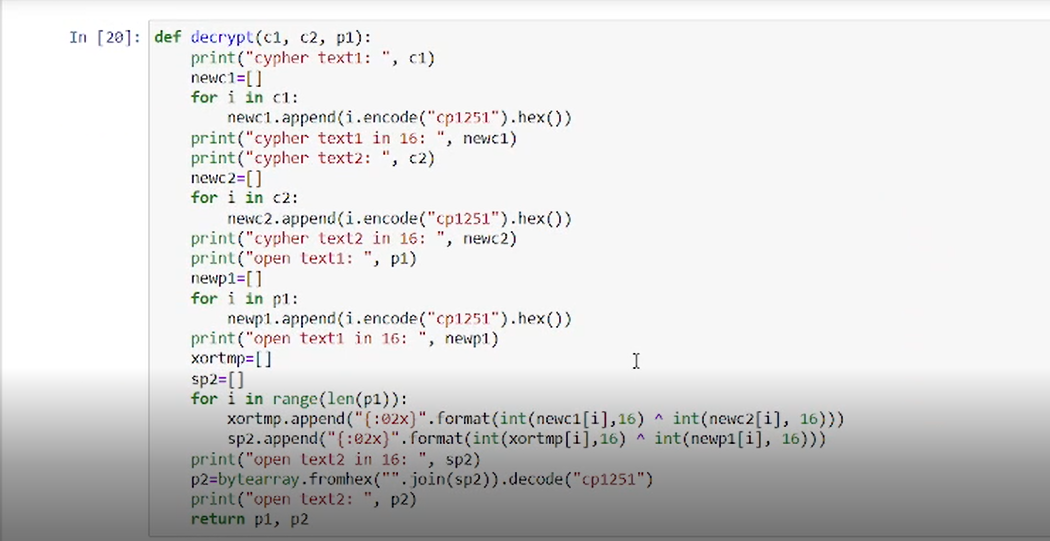 In [20]: def decrypt(c1, c2, p1):
    print("cypher text1: ", c1)
    newc1=[]
    for i in c1:
        newc1.append(i.encode("cp1251").hex())
    print("cypher text1 in 16: ", newc1)
    print("cypher text2: ", c2)
    newc2=[]
    for i in c2:
        newc2.append(i.encode("cp1251").hex())
    print("cypher text2 in 16: ", newc2)
    print("open text1: ", p1)
    newp1=[]
    for i in p1:
        newp1.append(i.encode("cp1251").hex())
    print("open text1 in 16: ", newp1)
    xortmp=[]
    sp2=[]
    for i in range(len(p1)):
        xortmp.append("{:02x}".format(int(newc1[i],16) ^ int(newc2[i], 16)))
        sp2.append("{:02x}".format(int(xortmp[i],16) ^ int(newp1[i], 16)))
    print("open text2 in 16: ", sp2)
    p2=bytearray.fromhex("".join(sp2)).decode("cp1251")
    print("open text2: ", p2)
    return p1, p2